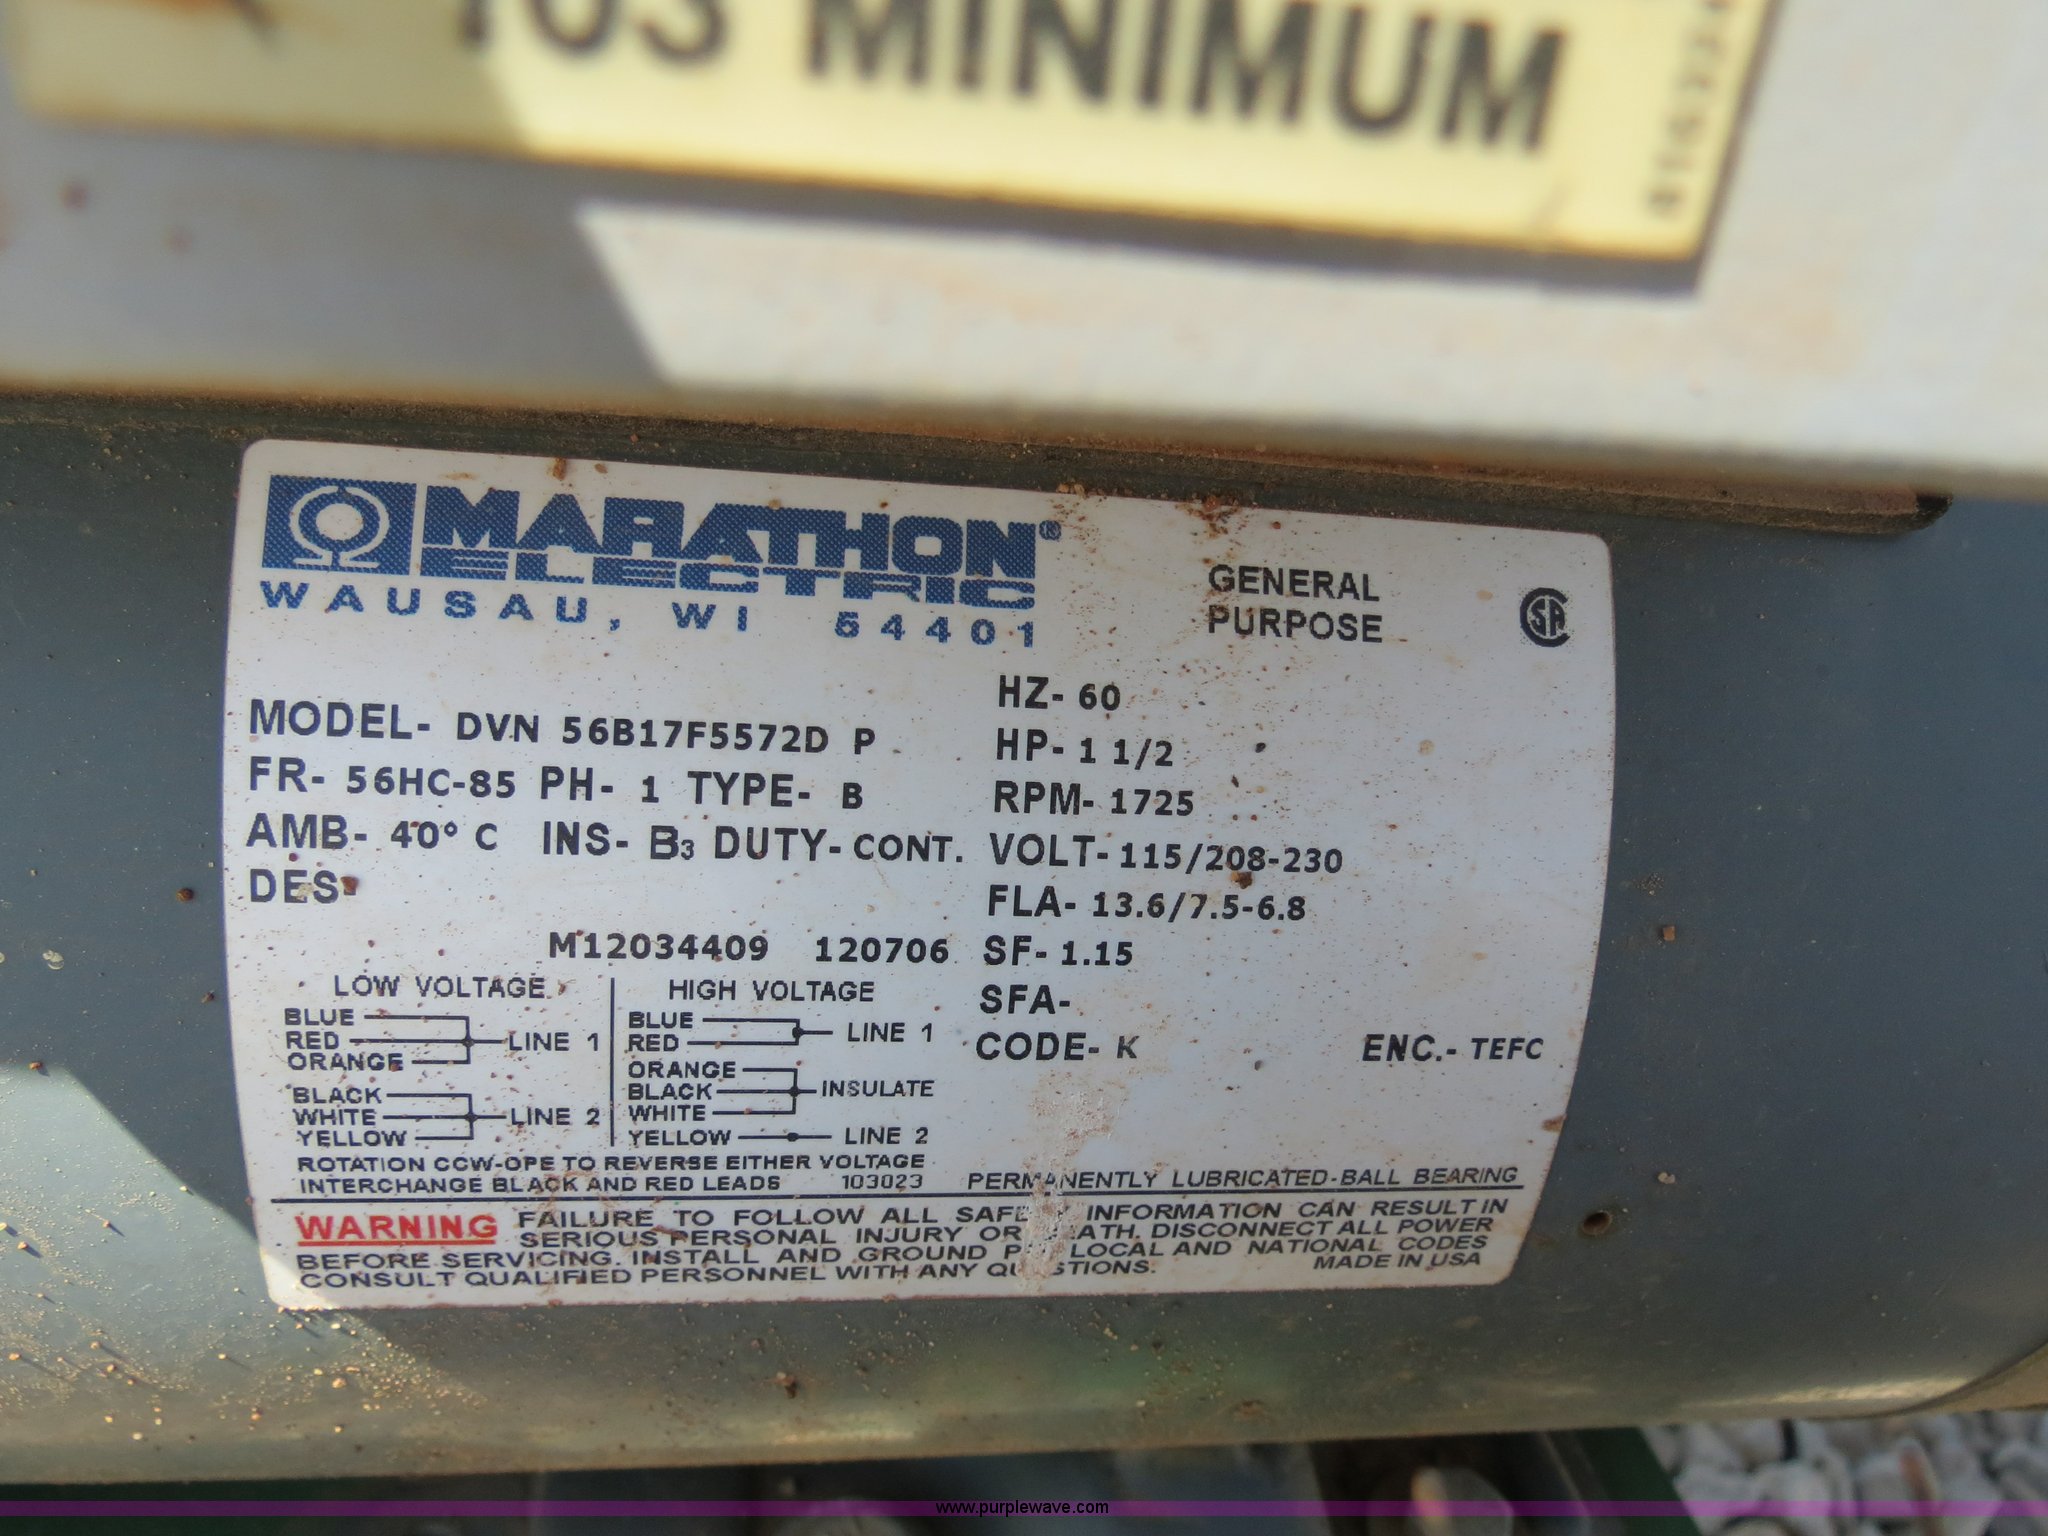 MINIMUM
MARATHON®
ELECTRIC
WAUSAU, WI 54401
GENERAL
PURPOSE
CSA
MODEL- DVN 56B17F5572D P
FR- 56HC-85 PH- 1 TYPE- B
AMB- 40° C INS- B3 DUTY- CONT.
DES-
M12034409 120706
HZ- 60
HP- 1 1/2
RPM- 1725
VOLT- 115/208-230
FLA- 13.6/7.5-6.8
SF- 1.15
SFA-
CODE- K
ENC.- TEFC
LOW VOLTAGE
BLUE
RED LINE 1
ORANGE
BLACK
WHITE LINE 2
YELLOW
HIGH VOLTAGE
BLUE
RED LINE 1
ORANGE
BLACK INSULATE
WHITE
YELLOW LINE 2
ROTATION CCW-OPE TO REVERSE EITHER VOLTAGE
INTERCHANGE BLACK AND RED LEADS 103023
PERMANENTLY LUBRICATED-BALL BEARING
WARNING FAILURE TO FOLLOW ALL INFORMATION CAN RESULT IN
SERIOUS PERSONAL INJURY OR DISCONNECT ALL POWER
BEFORE SERVICING. INSTALL AND GROUND LOCAL AND NATIONAL CODES
CONSULT QUALIFIED PERSONNEL WITH ANY QUESTIONS.
MADE IN USA
www.purplewave.com